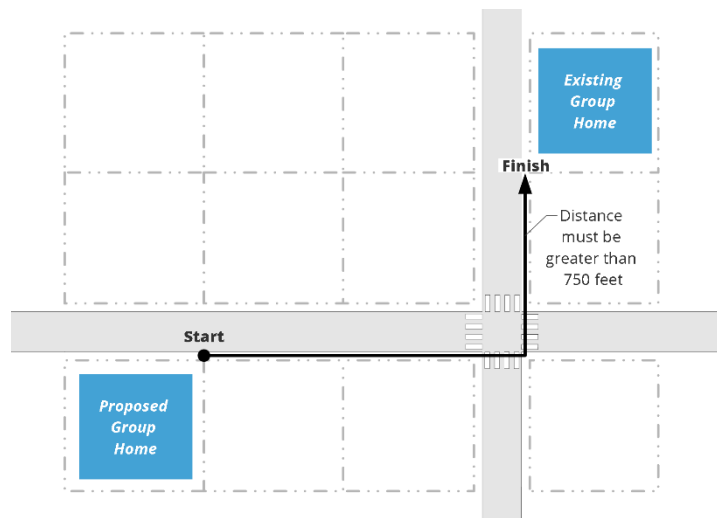 Existing
Group
Home
Finish
Distance
must be
greater than
750 feet
Start
Proposed
Group
Home